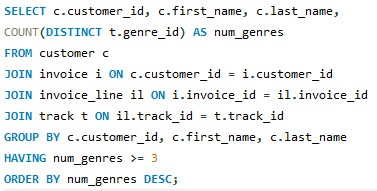 SELECT c.customer_id, c.first_name, c.last_name,
COUNT(DISTINCT t.genre_id) AS num_genres
FROM customer c
JOIN invoice i ON c.customer_id = i.customer_id
JOIN invoice_line il ON i.invoice_id = il.invoice_id
JOIN track t ON il.track_id = t.track_id
GROUP BY c.customer_id, c.first_name, c.last_name
HAVING num_genres >= 3
ORDER BY num_genres DESC;